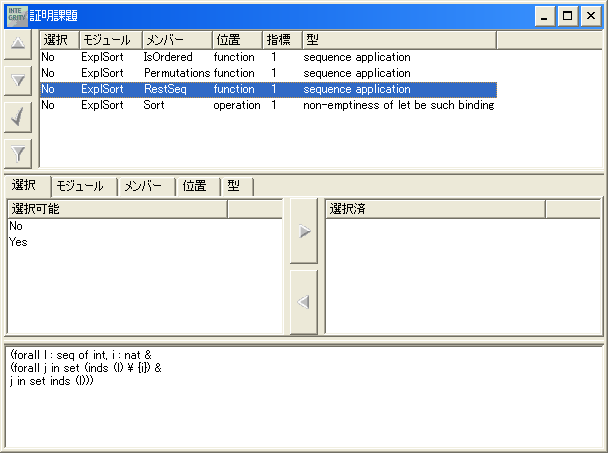 INTE
GRITY
証明課題
選択 モジュール メンバー 位置 指標 型
No ExplSort IsOrdered function 1 sequence application
No ExplSort Permutations function 1 sequence application
No ExplSort RestSeq function 1 sequence application
No ExplSort Sort operation 1 non-emptiness of let be such binding
選択 モジュール メンバー 位置 型
選択可能
No
Yes
選択済
(forall l : seq of int, i : nat &
(forall j in set (inds (l) ¥ {i}) &
j in set inds (l)))